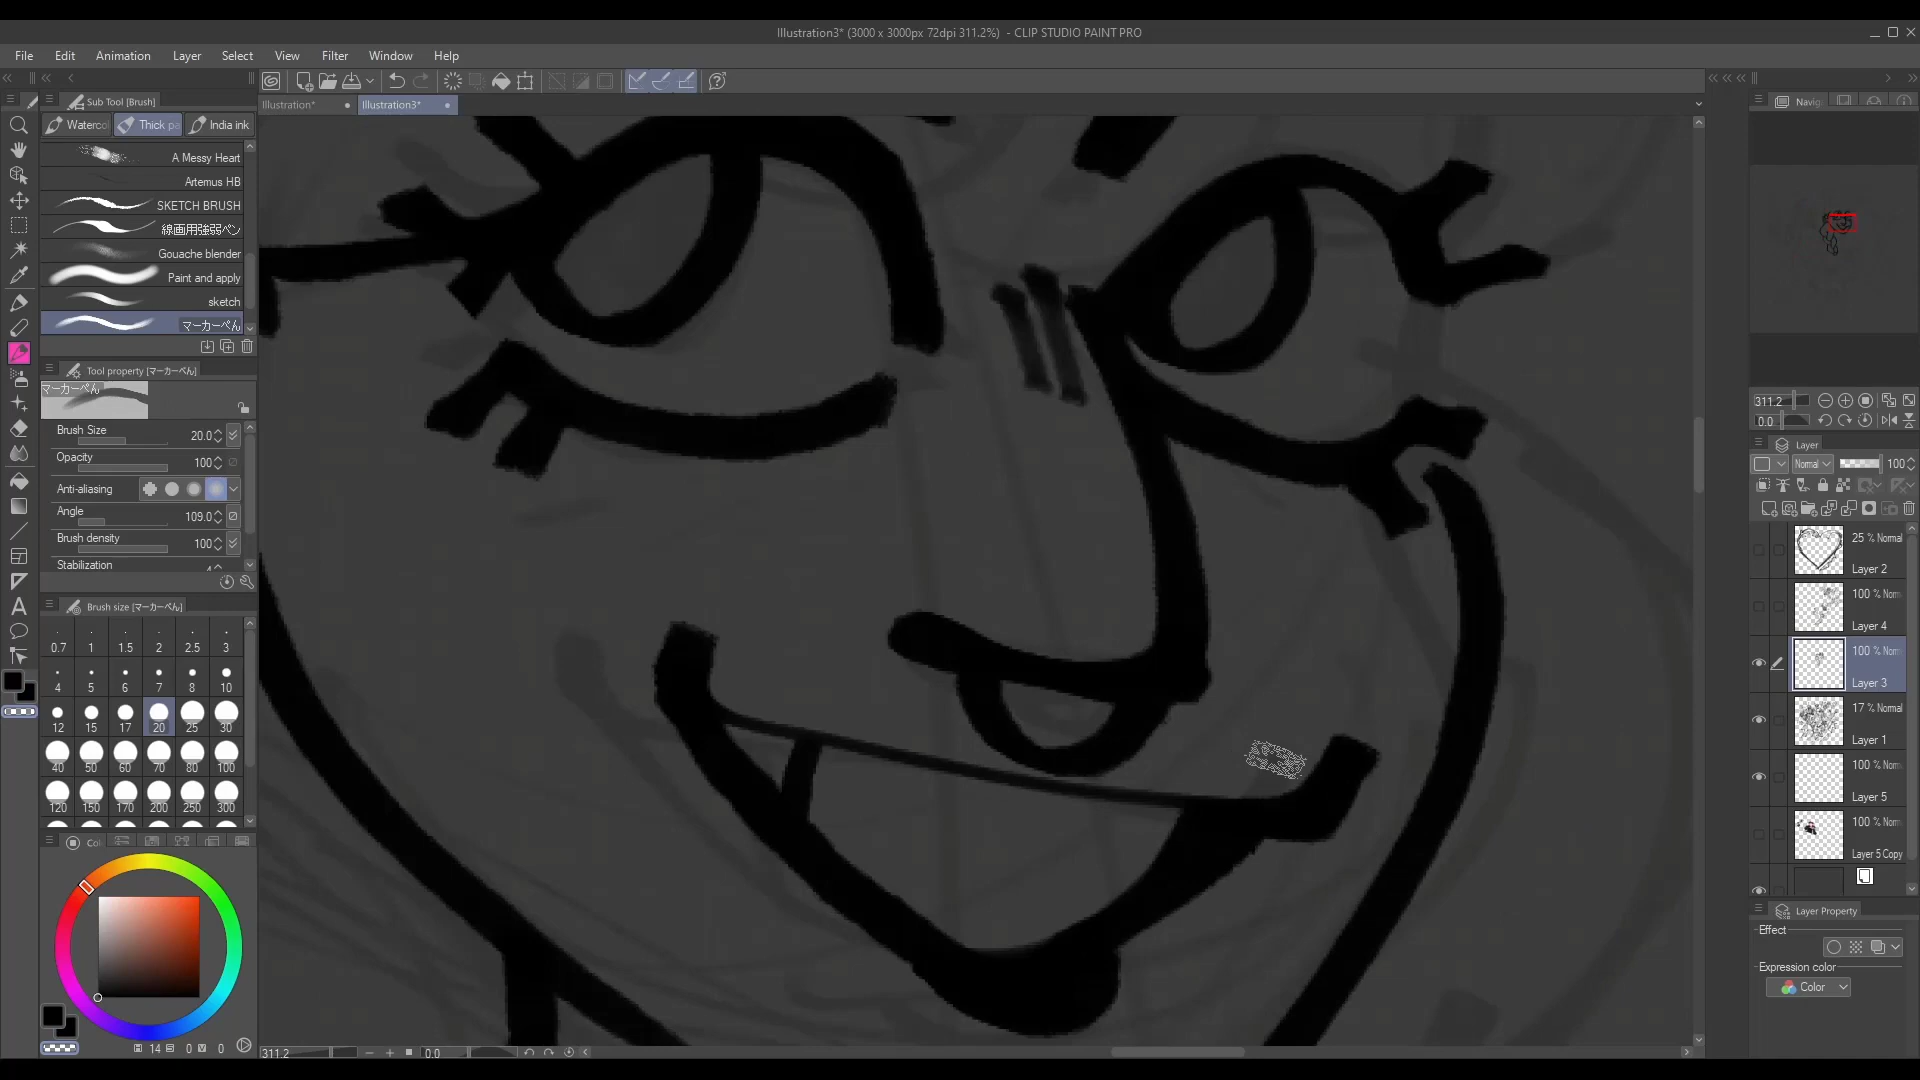 Illustration3* (3000 x 3000px 72dpi 311.2%) - CLIP STUDIO PAINT PRO
File Edit Animation Layer Select View Filter Window Help
Sub Tool [Brush]
Illustration* Illustration3*
Waterco Thick pa India ink
A Messy Heart
Artemus HB
SKETCH BRUSH
線画用強弱ペン
Gouache blender
Paint and apply
sketch
マーカーぺん
Tool property [マーカーぺん]
マーカーぺん
Brush Size 20.0
Opacity 100
Anti-aliasing
Angle 109.0
Brush density 100
Stabilization
Brush size [マーカーぺん]
0.7 1 1.5 2 2.5 3
4 5 6 7 8 10
12 15 17 20 25 30
40 50 60 70 80 100
120 150 170 200 250 300
Col
H 14 S 0 V 0
311.2 0.0
Navig
311.2
0.0
Layer
Normal 100
25 % Normal
Layer 2
100 % Norm
Layer 4
100 % Norm
Layer 3
17 % Normal
Layer 1
100 % Norm
Layer 5
100 % Norm
Layer 5 Copy
Layer Property
Effect
Expression color
Color